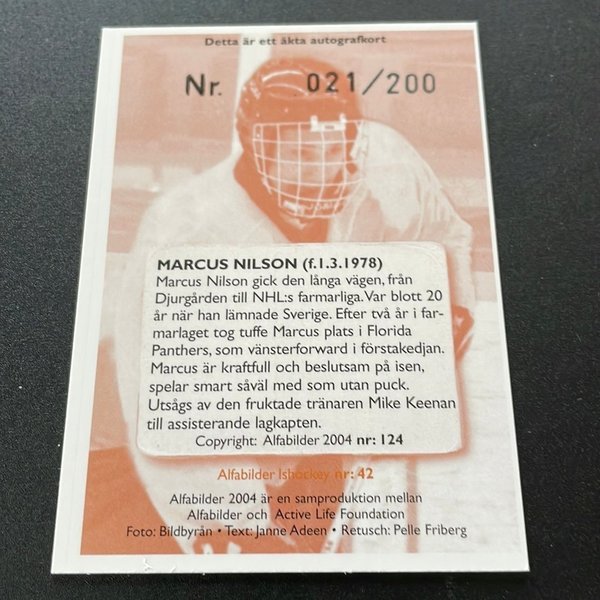 Detta är ett äkta autografkort
Nr. 021/200
MARCUS NILSON (f.1.3.1978)
Marcus Nilson gick den långa vägen, från
Djurgården till NHL:s farmarliga. Var blott 20
år när han lämnade Sverige. Efter två år i far-
marlaget tog tuffe Marcus plats i Florida
Panthers, som vänsterforward i förstakedjan.
Marcus är kraftfull och beslutsam på isen,
spelar smart såväl med som utan puck.
Utsågs av den fruktade tränaren Mike Keenan
till assisterande lagkapten.
Copyright: Alfabilder 2004 nr: 124
Alfabilder Ishockey nr: 42
Alfabilder 2004 är en samproduktion mellan
Alfabilder och Active Life Foundation
Foto: Bildbyrån • Text: Janne Adeen • Retusch: Pelle Friberg